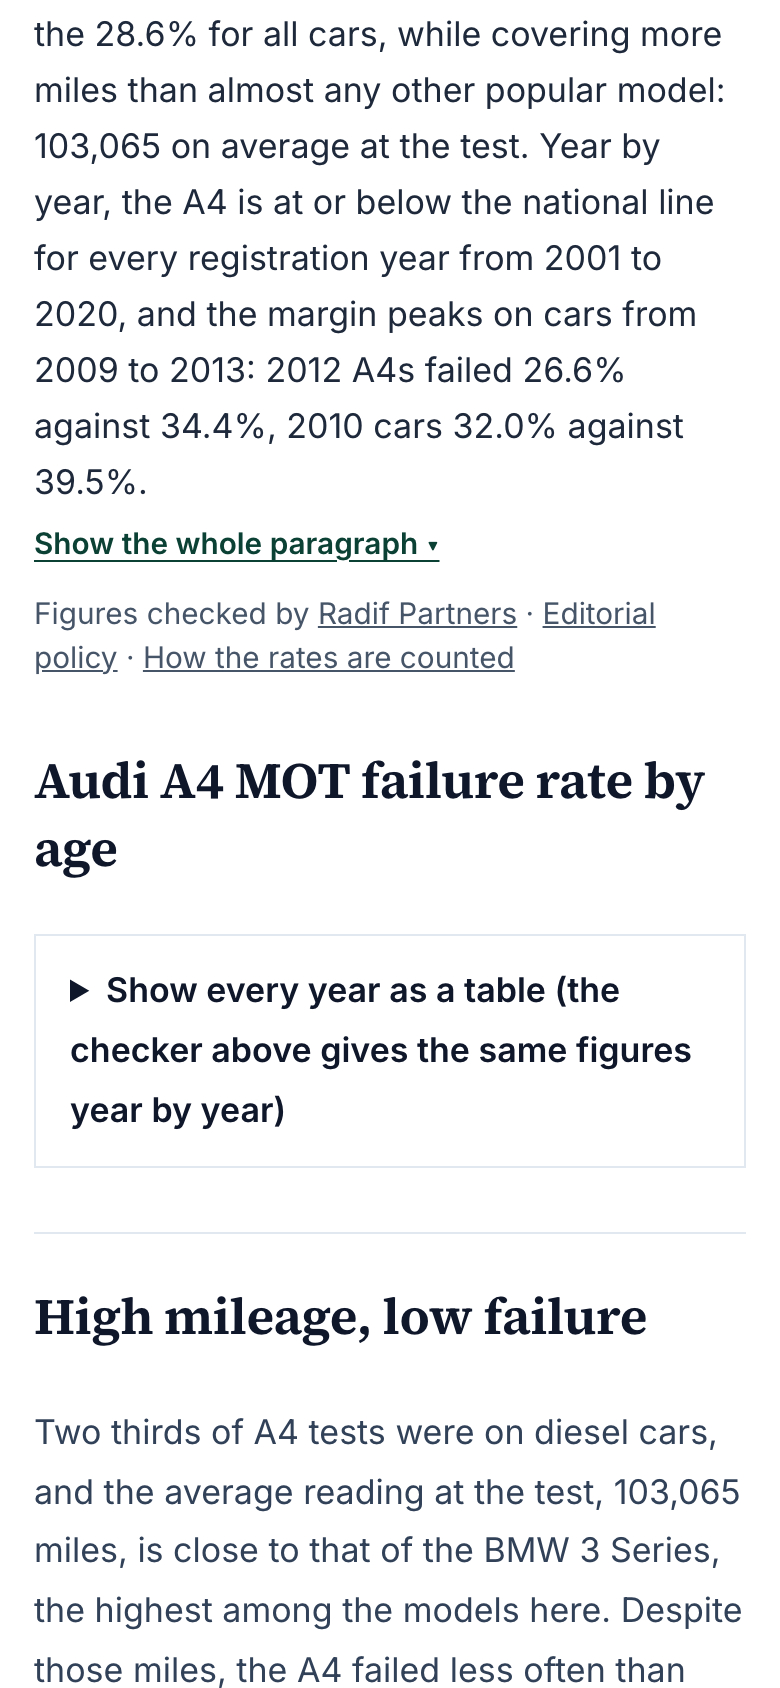 the 28.6% for all cars, while covering more
miles than almost any other popular model:
103,065 on average at the test. Year by
year, the A4 is at or below the national line
for every registration year from 2001 to
2020, and the margin peaks on cars from
2009 to 2013: 2012 A4s failed 26.6%
against 34.4%, 2010 cars 32.0% against
39.5%.
Show the whole paragraph ▾
Figures checked by Radif Partners · Editorial
policy · How the rates are counted
Audi A4 MOT failure rate by
age
▶ Show every year as a table (the
checker above gives the same figures
year by year)
High mileage, low failure
Two thirds of A4 tests were on diesel cars,
and the average reading at the test, 103,065
miles, is close to that of the BMW 3 Series,
the highest among the models here. Despite
those miles, the A4 failed less often than